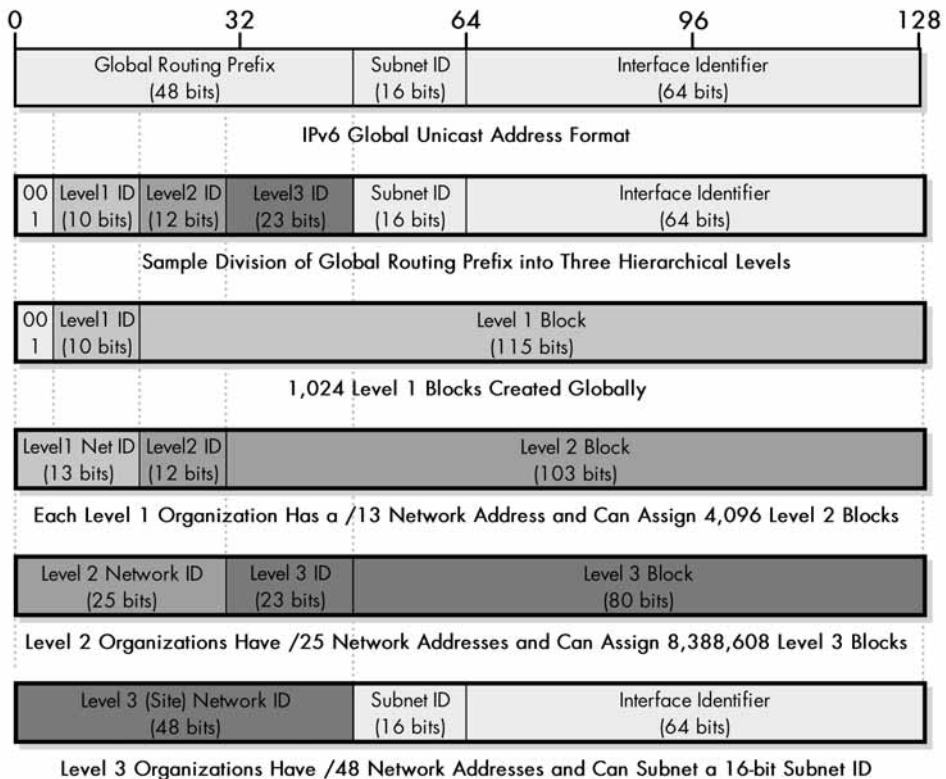 0 32 64 96 128
Global Routing Prefix Subnet ID Interface Identifier
(48 bits) (16 bits) (64 bits)
IPv6 Global Unicast Address Format
00 Level1 ID Level2 ID Level3 ID Subnet ID Interface Identifier
1 (10 bits) (12 bits) (23 bits) (16 bits) (64 bits)
Sample Division of Global Routing Prefix into Three Hierarchical Levels
00 Level1 ID Level 1 Block
1 (10 bits) (115 bits)
1,024 Level 1 Blocks Created Globally
Level1 Net ID Level2 ID Level 2 Block
(13 bits) (12 bits) (103 bits)
Each Level 1 Organization Has a /13 Network Address and Can Assign 4,096 Level 2 Blocks
Level 2 Network ID Level 3 ID Level 3 Block
(25 bits) (23 bits) (80 bits)
Level 2 Organizations Have /25 Network Addresses and Can Assign 8,388,608 Level 3 Blocks
Level 3 (Site) Network ID Subnet ID Interface Identifier
(48 bits) (16 bits) (64 bits)
Level 3 Organizations Have /48 Network Addresses and Can Subnet a 16-bit Subnet ID